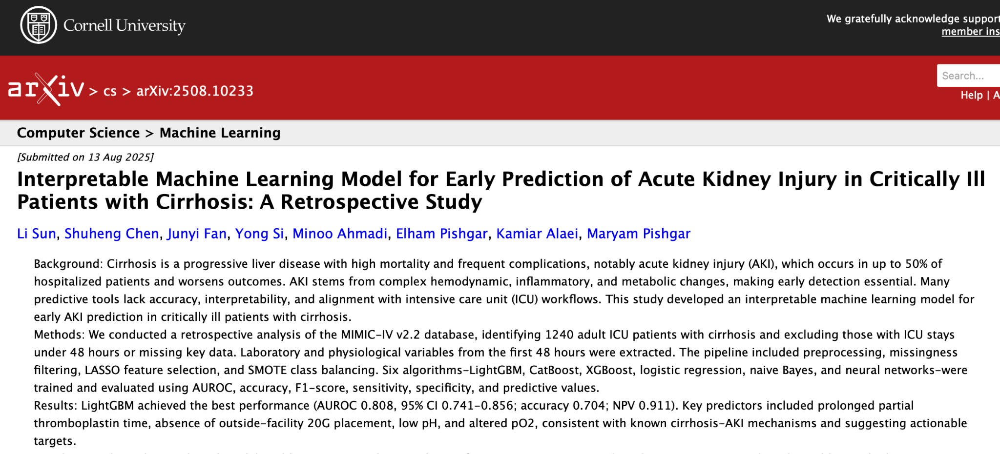 Cornell University
We gratefully acknowledge support
member ins
arXiv > cs > arXiv:2508.10233
Search...
Help | A
Computer Science > Machine Learning
[Submitted on 13 Aug 2025]
Interpretable Machine Learning Model for Early Prediction of Acute Kidney Injury in Critically Ill
Patients with Cirrhosis: A Retrospective Study
Li Sun, Shuheng Chen, Junyi Fan, Yong Si, Minoo Ahmadi, Elham Pishgar, Kamiar Alaei, Maryam Pishgar
Background: Cirrhosis is a progressive liver disease with high mortality and frequent complications, notably acute kidney injury (AKI), which occurs in up to 50% of
hospitalized patients and worsens outcomes. AKI stems from complex hemodynamic, inflammatory, and metabolic changes, making early detection essential. Many
predictive tools lack accuracy, interpretability, and alignment with intensive care unit (ICU) workflows. This study developed an interpretable machine learning model for
early AKI prediction in critically ill patients with cirrhosis.
Methods: We conducted a retrospective analysis of the MIMIC-IV v2.2 database, identifying 1240 adult ICU patients with cirrhosis and excluding those with ICU stays
under 48 hours or missing key data. Laboratory and physiological variables from the first 48 hours were extracted. The pipeline included preprocessing, missingness
filtering, LASSO feature selection, and SMOTE class balancing. Six algorithms-LightGBM, CatBoost, XGBoost, logistic regression, naive Bayes, and neural networks-were
trained and evaluated using AUROC, accuracy, F1-score, sensitivity, specificity, and predictive values.
Results: LightGBM achieved the best performance (AUROC 0.808, 95% CI 0.741-0.856; accuracy 0.704; NPV 0.911). Key predictors included prolonged partial
thromboplastin time, absence of outside-facility 20G placement, low pH, and altered pO2, consistent with known cirrhosis-AKI mechanisms and suggesting actionable
targets.